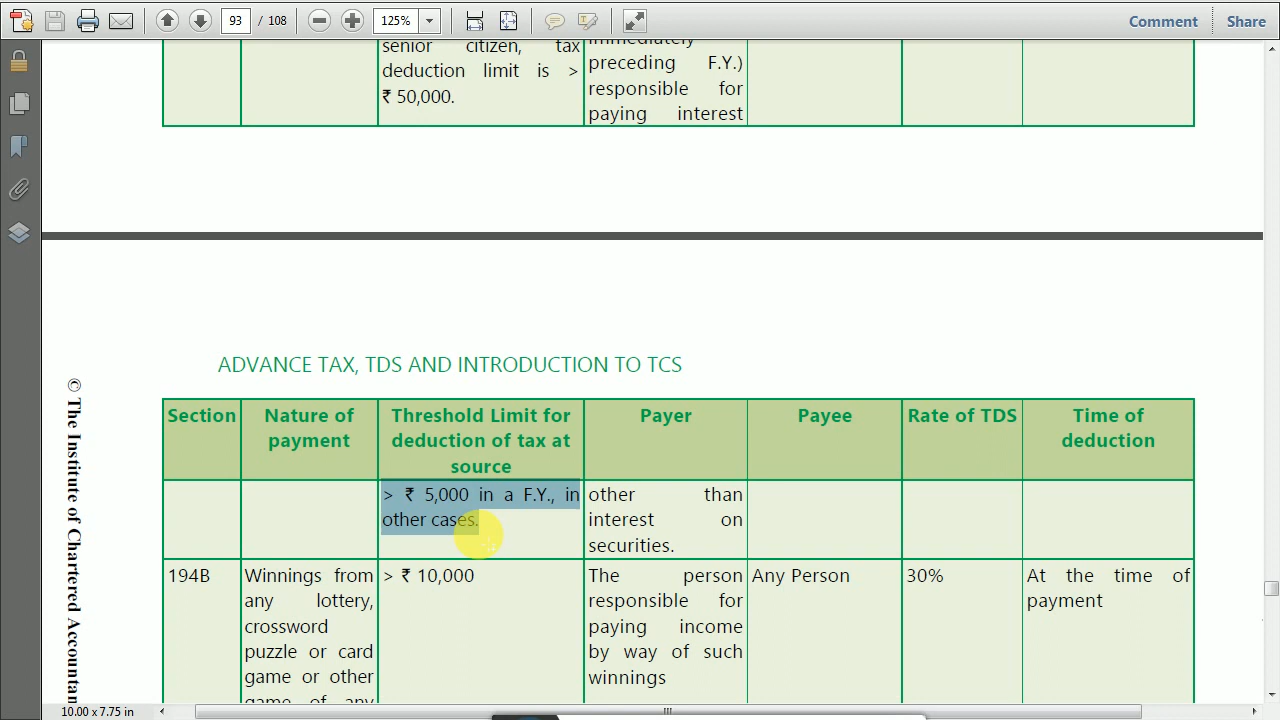 93 / 108
125%
Comment
Share
senior citizen, tax
deduction limit is >
₹ 50,000.
immediately
preceding F.Y.)
responsible for
paying interest
ADVANCE TAX, TDS AND INTRODUCTION TO TCS
© The Institute of Chartered Accountan
Section
Nature of
payment
Threshold Limit for
deduction of tax at
source
Payer
Payee
Rate of TDS
Time of
deduction
> ₹ 5,000 in a F.Y., in
other cases.
other than
interest on
securities.
194B
Winnings from
any lottery,
crossword
puzzle or card
game or other
game of any
> ₹ 10,000
The person
responsible for
paying income
by way of such
winnings
Any Person
30%
At the time of
payment
10.00 x 7.75 in